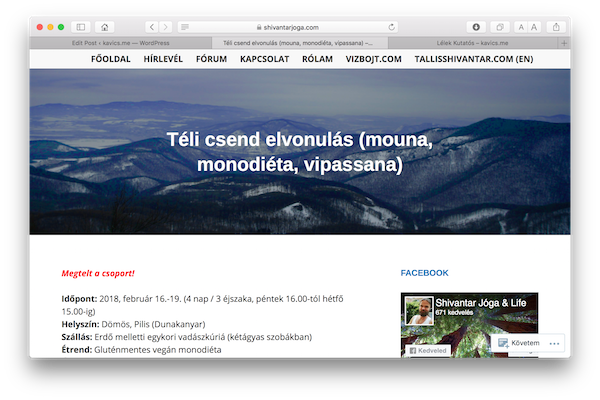 shivantarjoga.com
Edit Post ‹ kavics.me — WordPress
Téli csend elvonulás (mouna, monodiéta, vipassana) –...
Lélek Kutatós – kavics.me
FŐOLDAL HÍRLEVÉL FÓRUM KAPCSOLAT RÓLAM VIZBOJT.COM TALLISSHIVANTAR.COM (EN)
Téli csend elvonulás (mouna,
monodiéta, vipassana)
Megtelt a csoport!
FACEBOOK
Időpont: 2018, február 16.-19. (4 nap / 3 éjszaka, péntek 16.00-tól hétfő
15.00-ig)
Helyszín: Dömös, Pilis (Dunakanyar)
Szállás: Erdő melletti egykori vadászkúriá (kétágyas szobákban)
Étrend: Gluténmentes vegán monodiéta
Shivantar Jóga & Life
671 kedvelés
Kedveled
Követem